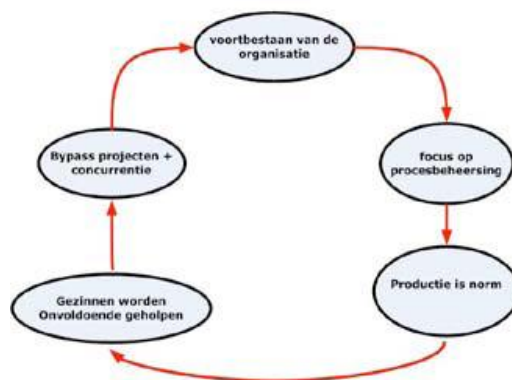 voortbestaan van de
organisatie
focus op
procesbeheersing
Productie is norm
Gezinnen worden
Onvoldoende geholpen
Bypass projecten +
concurrentie